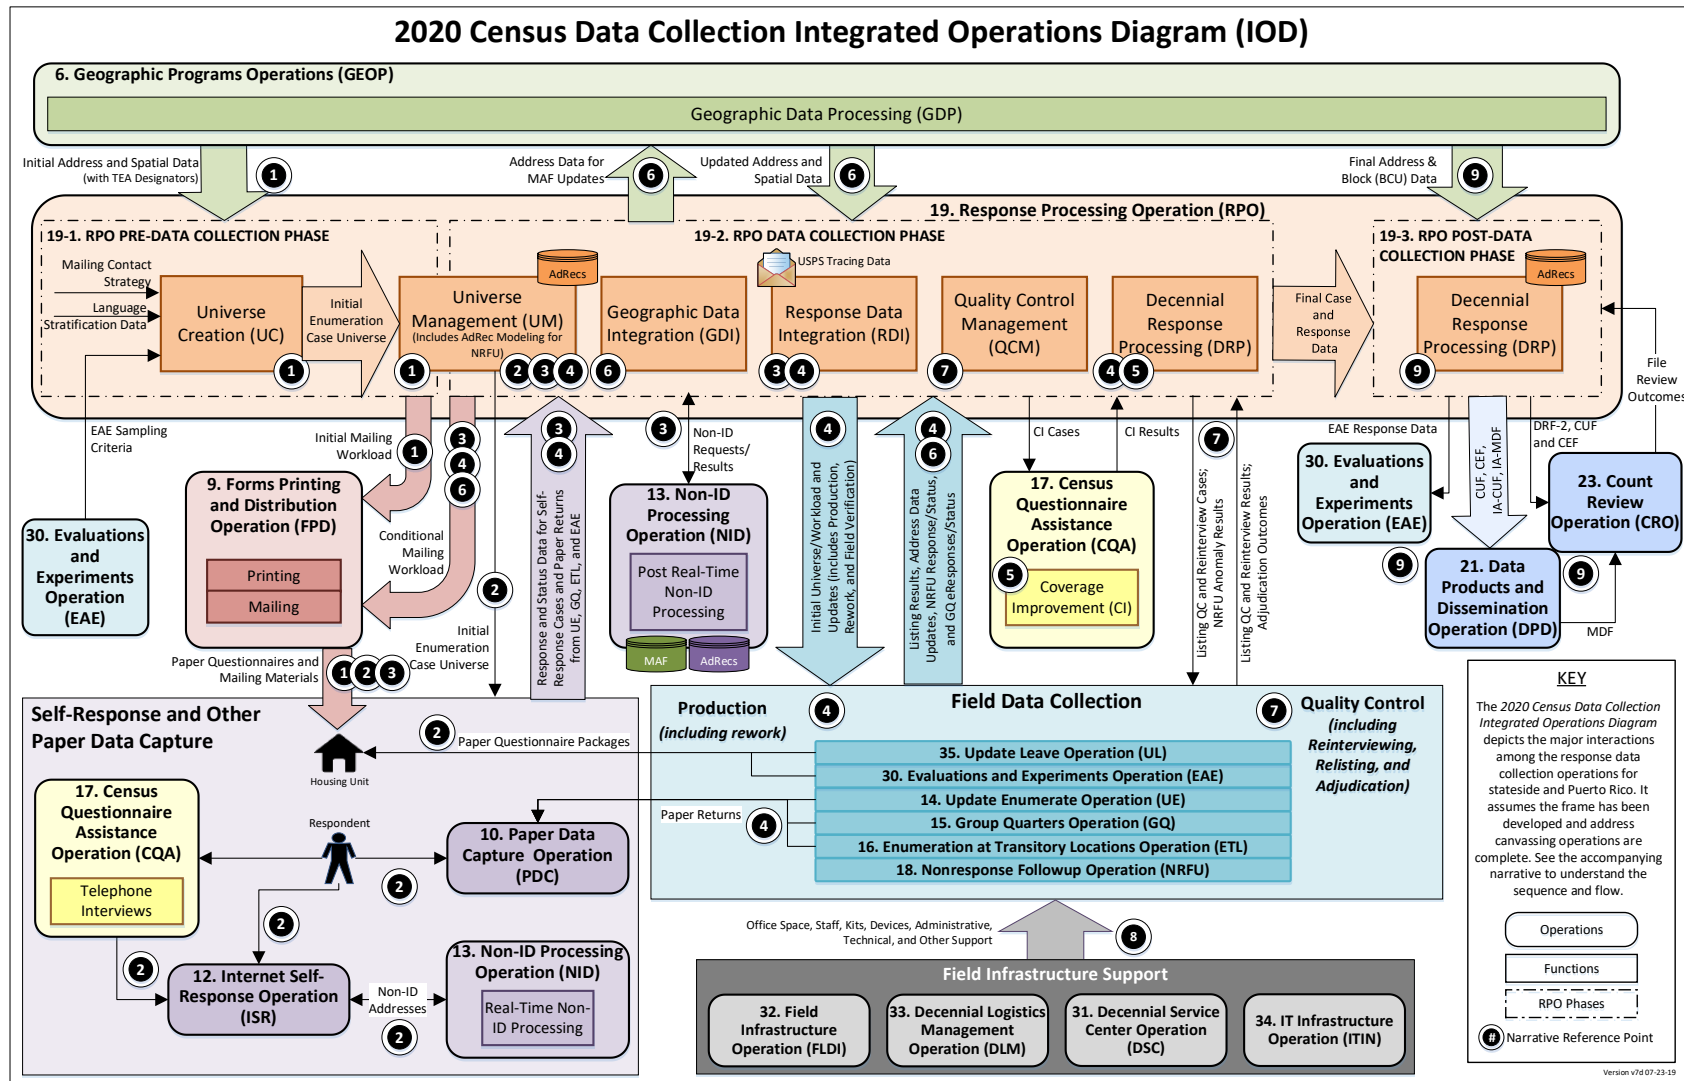 2020 Census Data Collection Integrated Operations Diagram (IOD)
6. Geographic Programs Operations (GEOP)
Geographic Data Processing (GDP)
Initial Address and Spatial Data
(with TEA Designators)
1
Address Data for
MAF Updates
6
Updated Address and
Spatial Data
6
Final Address &
Block (BCU) Data
9
19. Response Processing Operation (RPO)
19-1. RPO PRE-DATA COLLECTION PHASE
Mailing Contact
Strategy
Language
Stratification Data
Universe
Creation (UC)
1
Initial
Enumeration
Case Universe
19-2. RPO DATA COLLECTION PHASE
AdRecs
Universe
Management (UM)
(Includes AdRec Modeling for
NRFU)
1
2
3
4
Geographic Data
Integration (GDI)
6
USPS Tracing Data
Response Data
Integration (RDI)
3
4
Quality Control
Management
(QCM)
7
Decennial
Response
Processing (DRP)
4
5
Final Case
and
Response
Data
19-3. RPO POST-DATA
COLLECTION PHASE
AdRecs
Decennial
Response
Processing (DRP)
9
File
Review
Outcomes
EAE Sampling
Criteria
30. Evaluations
and
Experiments
Operation
(EAE)
Initial Mailing
Workload
1
3
4
6
9. Forms Printing
and Distribution
Operation (FPD)
Printing
Mailing
Conditional
Mailing
Workload
2
Initial
Enumeration
Case Universe
3
4
Response and Status Data for Self-
Response Cases and Paper Returns
from UE, GQ, ETL, and EAE
3
Non-ID
Requests/
Results
13. Non-ID
Processing
Operation (NID)
Post Real-Time
Non-ID
Processing
MAF
AdRecs
4
Initial Universe/Workload and
Updates (includes Production,
Rework, and Field Verification)
4
6
Listing Results, Address Data
Updates, NRFU Response/Status,
and GQ eResponses/Status
CI Cases
CI Results
17. Census
Questionnaire
Assistance
Operation (CQA)
5
Coverage
Improvement (CI)
7
Listing QC and Reinterview Cases;
NRFU Anomaly Results
Listing QC and Reinterview Results;
Adjudication Outcomes
EAE Response Data
30. Evaluations
and
Experiments
Operation (EAE)
9
CUF, CEF,
IA-CUF, IA-MDF
DRF-2, CUF
and CEF
23. Count
Review
Operation (CRO)
9
21. Data
Products and
Dissemination
Operation (DPD)
MDF
Paper Questionnaires and
Mailing Materials
1
2
3
Self-Response and Other
Paper Data Capture
Housing Unit
2
Paper Questionnaire Packages
17. Census
Questionnaire
Assistance
Operation (CQA)
Telephone
Interviews
Respondent
2
10. Paper Data
Capture Operation
(PDC)
2
2
12. Internet Self-
Response Operation
(ISR)
Non-ID
Addresses
2
13. Non-ID Processing
Operation (NID)
Real-Time Non-
ID Processing
Paper Returns
4
Production
(including rework)
4
Field Data Collection
7
Quality Control
(including
Reinterviewing,
Relisting, and
Adjudication)
35. Update Leave Operation (UL)
30. Evaluations and Experiments Operation (EAE)
14. Update Enumerate Operation (UE)
15. Group Quarters Operation (GQ)
16. Enumeration at Transitory Locations Operation (ETL)
18. Nonresponse Followup Operation (NRFU)
Office Space, Staff, Kits, Devices, Administrative,
Technical, and Other Support
8
Field Infrastructure Support
32. Field
Infrastructure
Operation (FLDI)
33. Decennial Logistics
Management
Operation (DLM)
31. Decennial Service
Center Operation
(DSC)
34. IT Infrastructure
Operation (ITIN)
KEY
The 2020 Census Data Collection
Integrated Operations Diagram
depicts the major interactions
among the response data
collection operations for
stateside and Puerto Rico. It
assumes the frame has been
developed and address
canvassing operations are
complete. See the accompanying
narrative to understand the
sequence and flow.
Operations
Functions
RPO Phases
# Narrative Reference Point
Version v7d 07-23-19